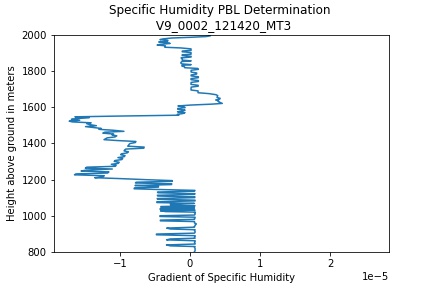 Specific Humidity PBL Determination
V9_0002_121420_MT3
Height above ground in meters
2000
1800
1600
1400
1200
1000
800
−1
0
1
2
1e−5
Gradient of Specific Humidity